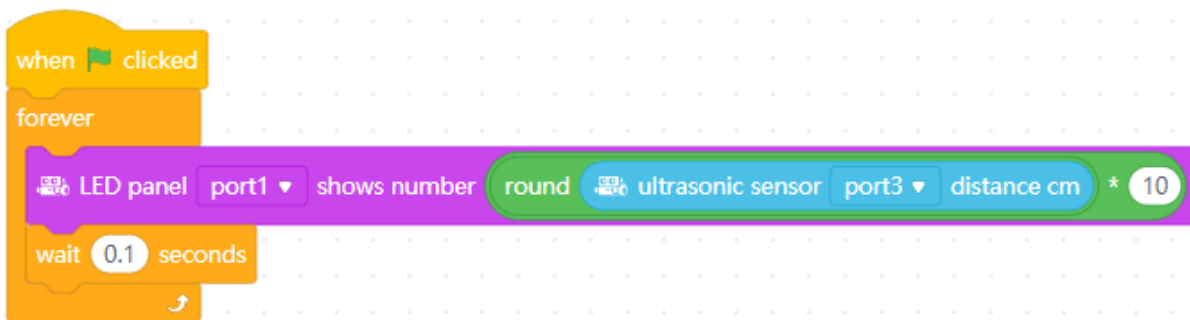 when clicked
forever
LED panel port1 ▾ shows number round ultrasonic sensor port3 ▾ distance cm * 10
wait 0.1 seconds